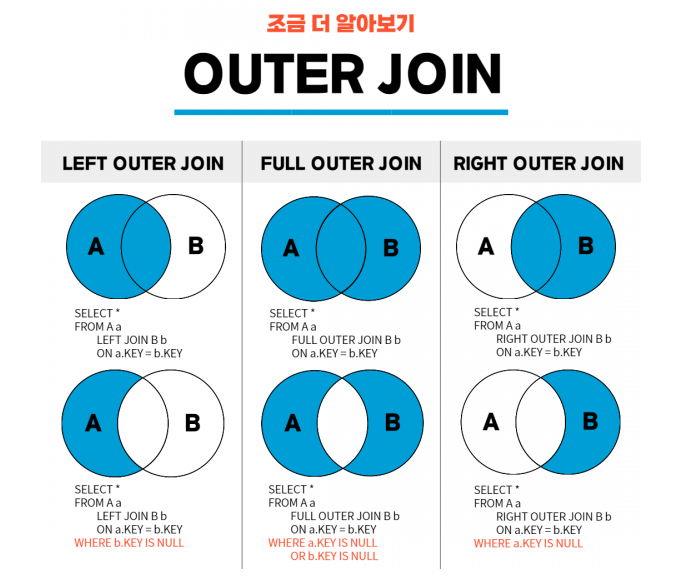 조금 더 알아보기
OUTER JOIN
LEFT OUTER JOIN
FULL OUTER JOIN
RIGHT OUTER JOIN
A
B
A
B
A
B
SELECT *
FROM A a
LEFT JOIN B b
ON a.KEY = b.KEY
SELECT *
FROM A a
FULL OUTER JOIN B b
ON a.KEY = b.KEY
SELECT *
FROM A a
RIGHT OUTER JOIN B b
ON a.KEY = b.KEY
A
B
A
B
A
B
SELECT *
FROM A a
LEFT JOIN B b
ON a.KEY = b.KEY
WHERE b.KEY IS NULL
SELECT *
FROM A a
FULL OUTER JOIN B b
ON a.KEY = b.KEY
WHERE a.KEY IS NULL
OR b.KEY IS NULL
SELECT *
FROM A a
RIGHT OUTER JOIN B b
ON a.KEY = b.KEY
WHERE a.KEY IS NULL